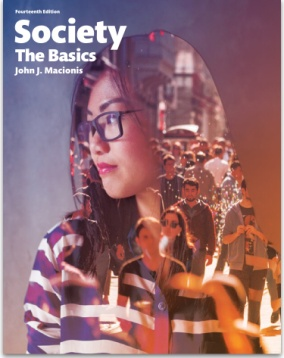 Fourteenth Edition
Society
The Basics
John J. Macionis